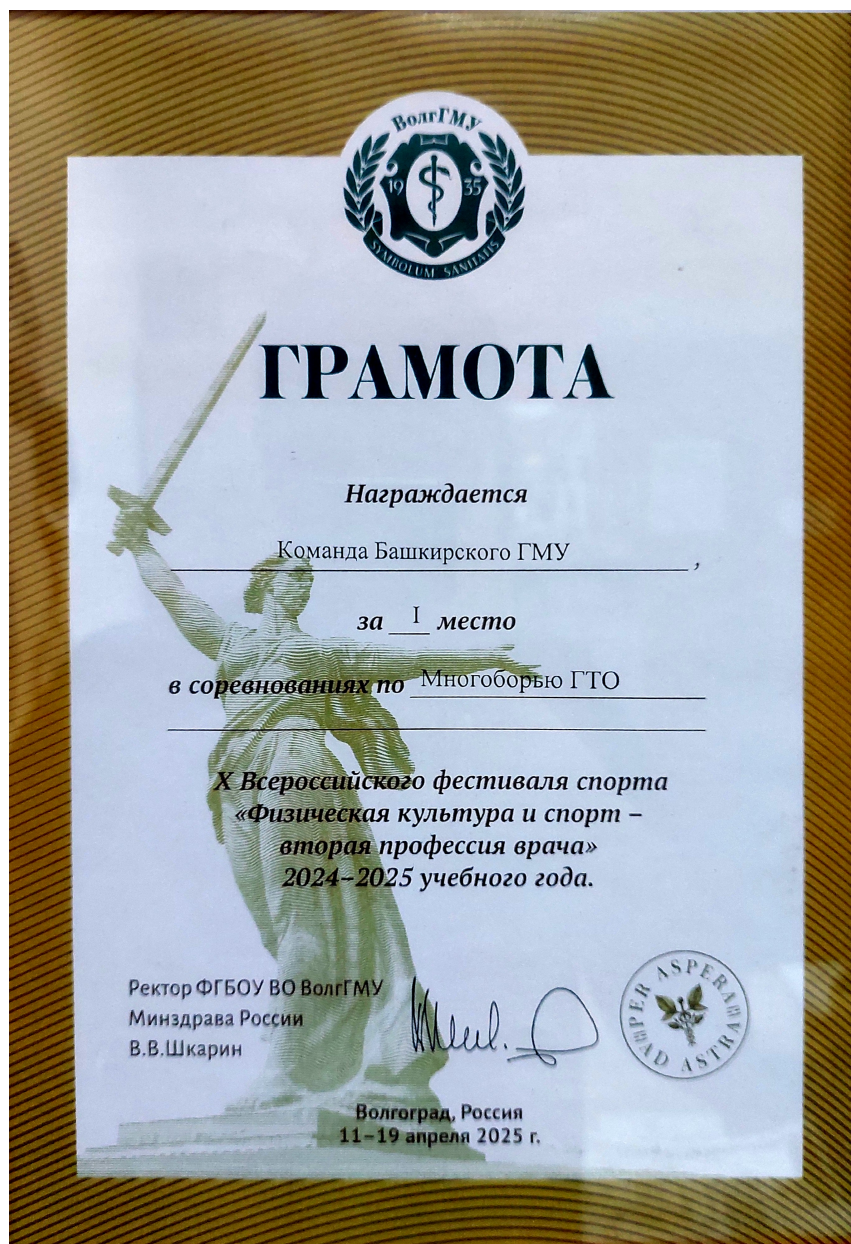 ВолгГМУ
19 35
SYMBOLUM SANITATIS
ГРАМОТА
Награждается
Команда Башкирского ГМУ,
за I место
в соревнованиях по Многоборью ГТО
X Всероссийского фестиваля спорта
«Физическая культура и спорт –
вторая профессия врача»
2024–2025 учебного года.
Ректор ФГБОУ ВО ВолгГМУ
Минздрава России
В.В.Шкарин
PER ASPERA
AD ASTRA
Волгоград, Россия
11–19 апреля 2025 г.